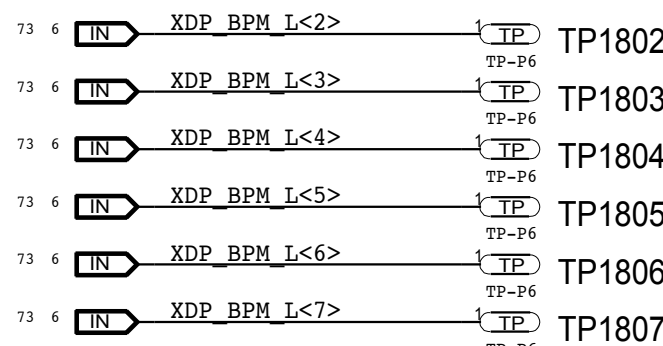 73 6 IN XDP_BPM_L<2> 1 TP TP1802
TP-P6
73 6 IN XDP_BPM_L<3> 1 TP TP1803
TP-P6
73 6 IN XDP_BPM_L<4> 1 TP TP1804
TP-P6
73 6 IN XDP_BPM_L<5> 1 TP TP1805
TP-P6
73 6 IN XDP_BPM_L<6> 1 TP TP1806
TP-P6
73 6 IN XDP_BPM_L<7> 1 TP TP1807
TP-P6